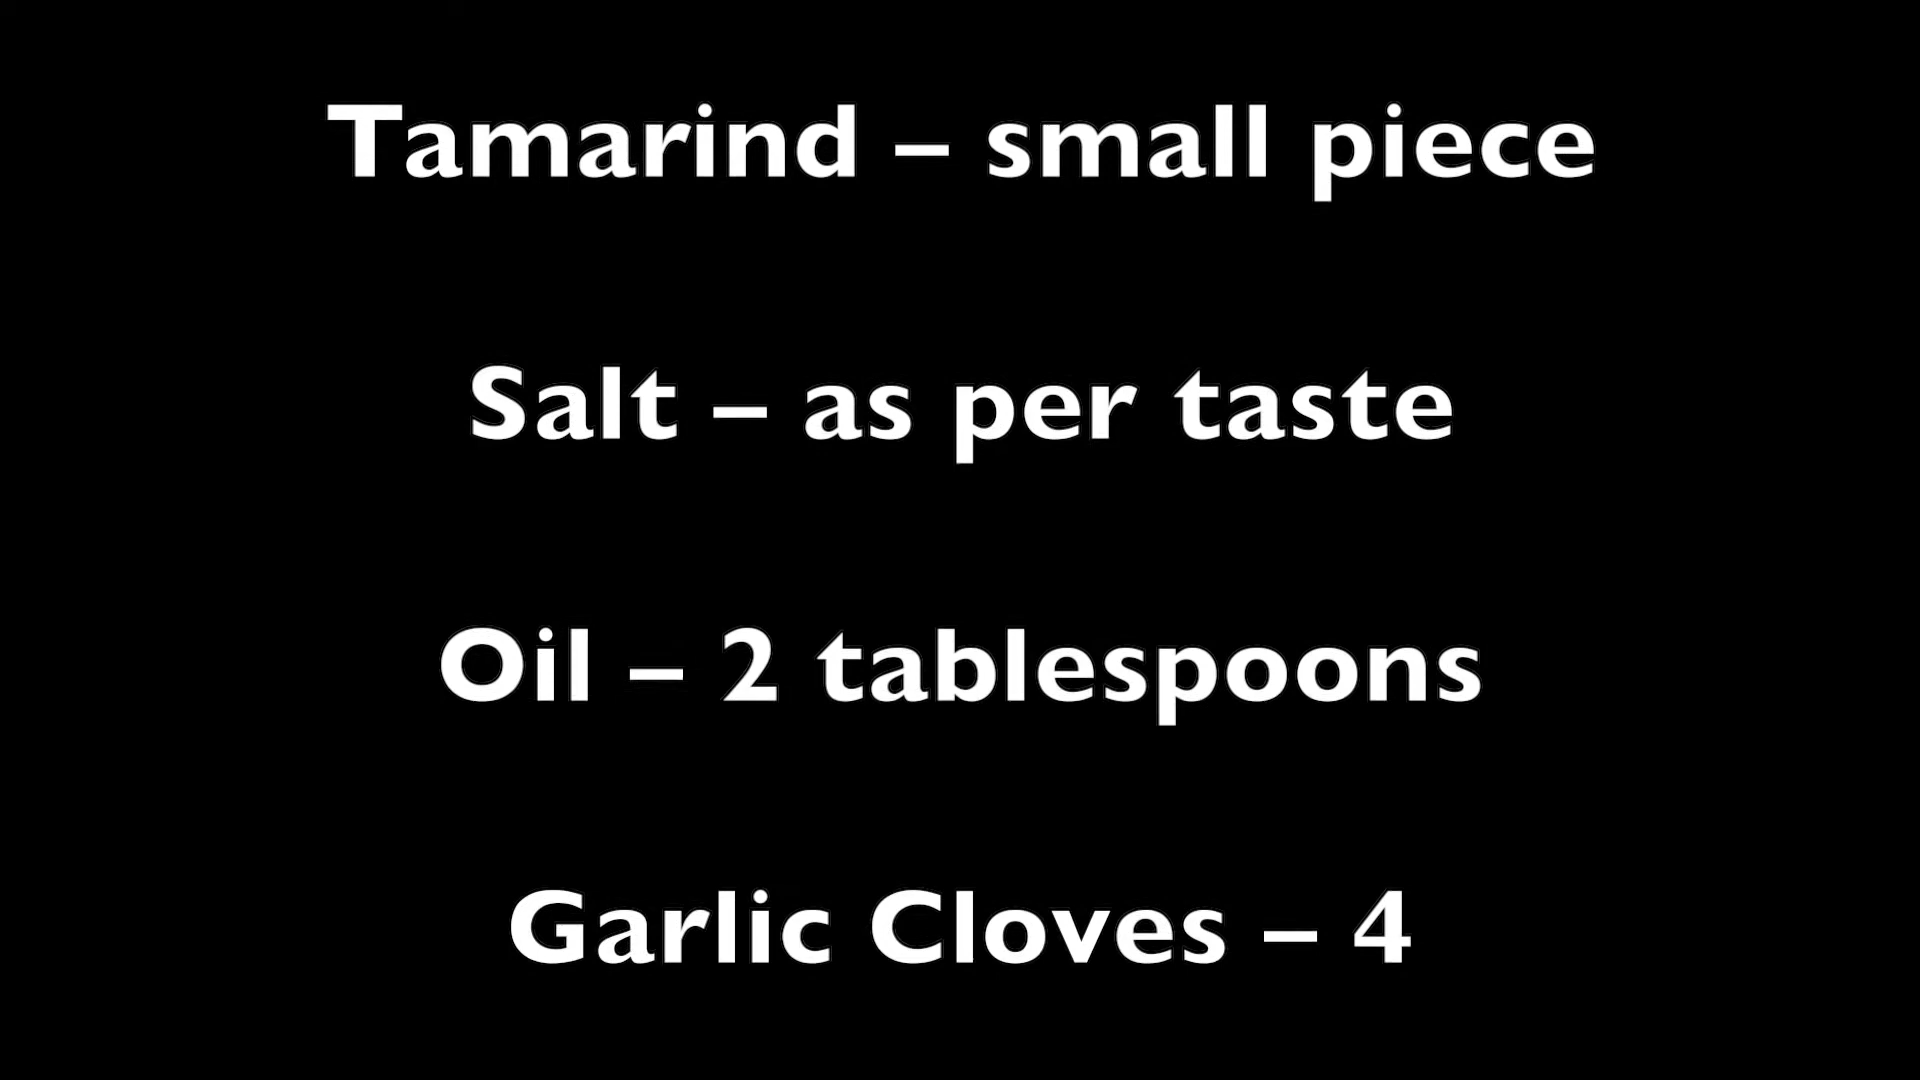 Tamarind – small piece
Salt – as per taste
Oil – 2 tablespoons
Garlic Cloves – 4